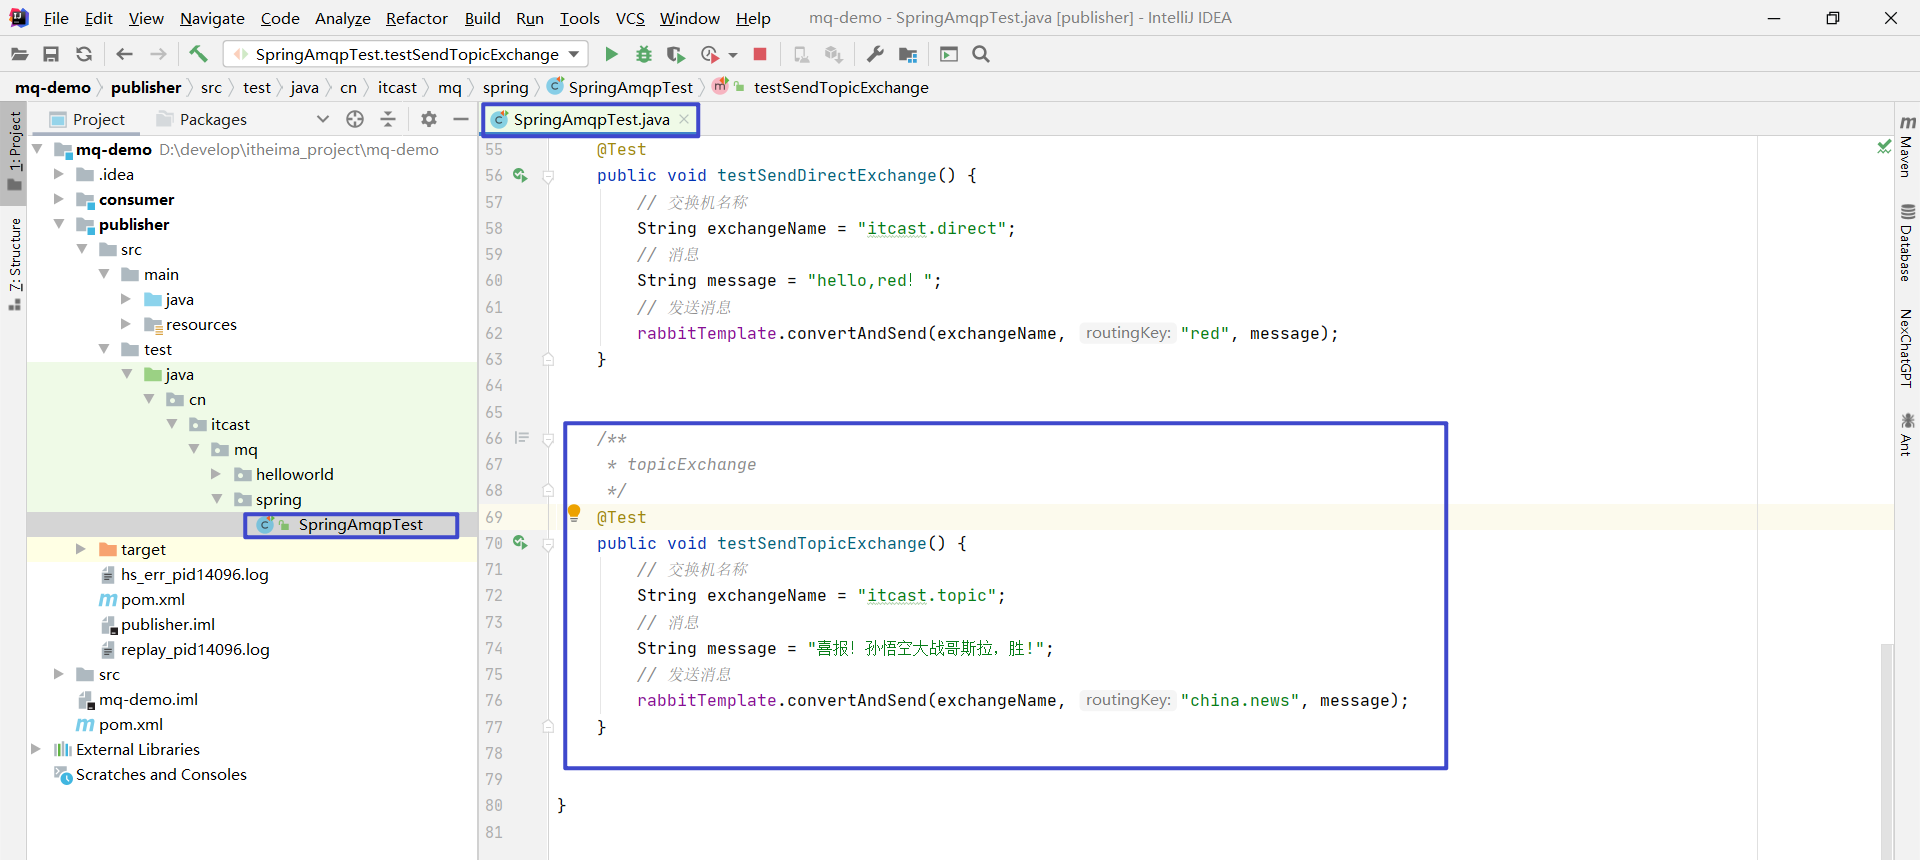 File Edit View Navigate Code Analyze Refactor Build Run Tools VCS Window Help mq-demo - SpringAmqpTest.java [publisher] - IntelliJ IDEA
SpringAmqpTest.testSendTopicExchange
mq-demo publisher src test java cn itcast mq spring SpringAmqpTest testSendTopicExchange
1: Project
7: Structure
Project Packages
mq-demo D:\develop\itheima_project\mq-demo
.idea
consumer
publisher
src
main
java
resources
test
java
cn
itcast
mq
helloworld
spring
SpringAmqpTest
target
hs_err_pid14096.log
pom.xml
publisher.iml
replay_pid14096.log
src
mq-demo.iml
pom.xml
External Libraries
Scratches and Consoles
SpringAmqpTest.java
55 @Test
56 public void testSendDirectExchange() {
57 // 交换机名称
58 String exchangeName = "itcast.direct";
59 // 消息
60 String message = "hello,red！";
61 // 发送消息
62 rabbitTemplate.convertAndSend(exchangeName, routingKey: "red", message);
63 }
64
65
66 /**
67 * topicExchange
68 */
69 @Test
70 public void testSendTopicExchange() {
71 // 交换机名称
72 String exchangeName = "itcast.topic";
73 // 消息
74 String message = "喜报！孙悟空大战哥斯拉，胜!";
75 // 发送消息
76 rabbitTemplate.convertAndSend(exchangeName, routingKey: "china.news", message);
77 }
78
79
80 }
81
Maven
Database
NexChatGPT
Ant